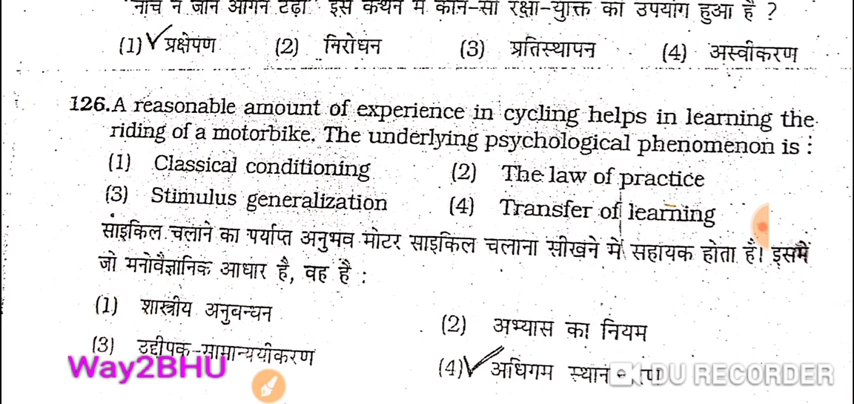 नाच न जाने आँगन टेढ़ा' इस कथन में कौन-सी रक्षा-युक्ति का उपयोग हुआ है ?
(1) प्रक्षेपण (2) निरोधन (3) प्रतिस्थापन (4) अस्वीकरण
126.A reasonable amount of experience in cycling helps in learning the
riding of a motorbike. The underlying psychological phenomenon is :
(1) Classical conditioning (2) The law of practice
(3) Stimulus generalization (4) Transfer of learning
साइकिल चलाने का पर्याप्त अनुभव मोटर साइकिल चलाना सीखने में सहायक होता है। इसमें
जो मनोवैज्ञानिक आधार है, वह है :
(1) शास्त्रीय अनुबन्धन
(2) अभ्यास का नियम
(3) उद्दीपक-सामान्ययीकरण
(4) अधिगम
Way2BHU
DU RECORDER